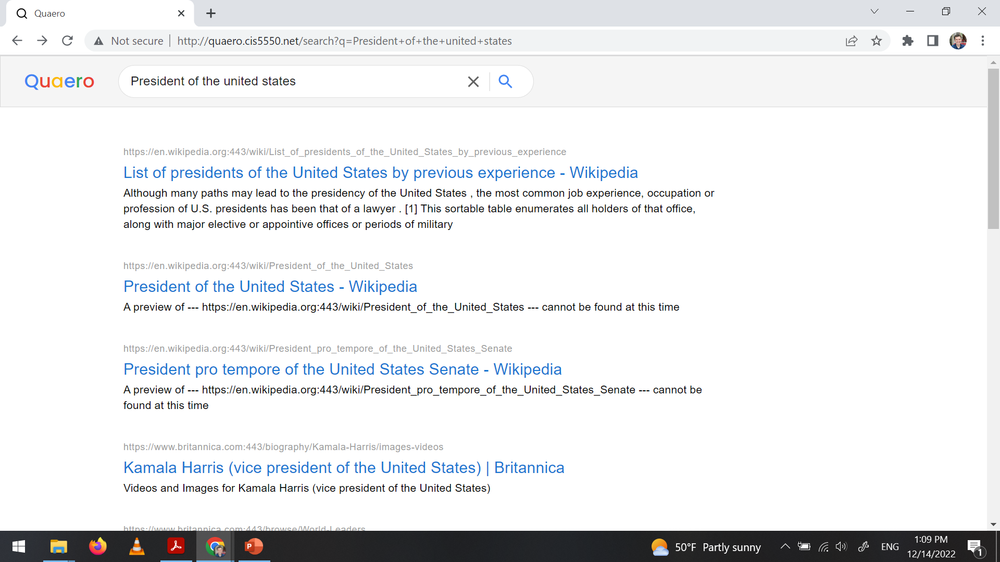 Quaero
Not secure
http://quaero.cis5550.net/search?q=President+of+the+united+states
Quaero
President of the united states
https://en.wikipedia.org:443/wiki/List_of_presidents_of_the_United_States_by_previous_experience
List of presidents of the United States by previous experience - Wikipedia
Although many paths may lead to the presidency of the United States , the most common job experience, occupation or
profession of U.S. presidents has been that of a lawyer . [1] This sortable table enumerates all holders of that office,
along with major elective or appointive offices or periods of military
https://en.wikipedia.org:443/wiki/President_of_the_United_States
President of the United States - Wikipedia
A preview of --- https://en.wikipedia.org:443/wiki/President_of_the_United_States --- cannot be found at this time
https://en.wikipedia.org:443/wiki/President_pro_tempore_of_the_United_States_Senate
President pro tempore of the United States Senate - Wikipedia
A preview of --- https://en.wikipedia.org:443/wiki/President_pro_tempore_of_the_United_States_Senate --- cannot be
found at this time
https://www.britannica.com:443/biography/Kamala-Harris/images-videos
Kamala Harris (vice president of the United States) | Britannica
Videos and Images for Kamala Harris (vice president of the United States)
https://www.britannica.com:443/browse/World-Leaders
50°F Partly sunny
ENG
1:09 PM
12/14/2022
1